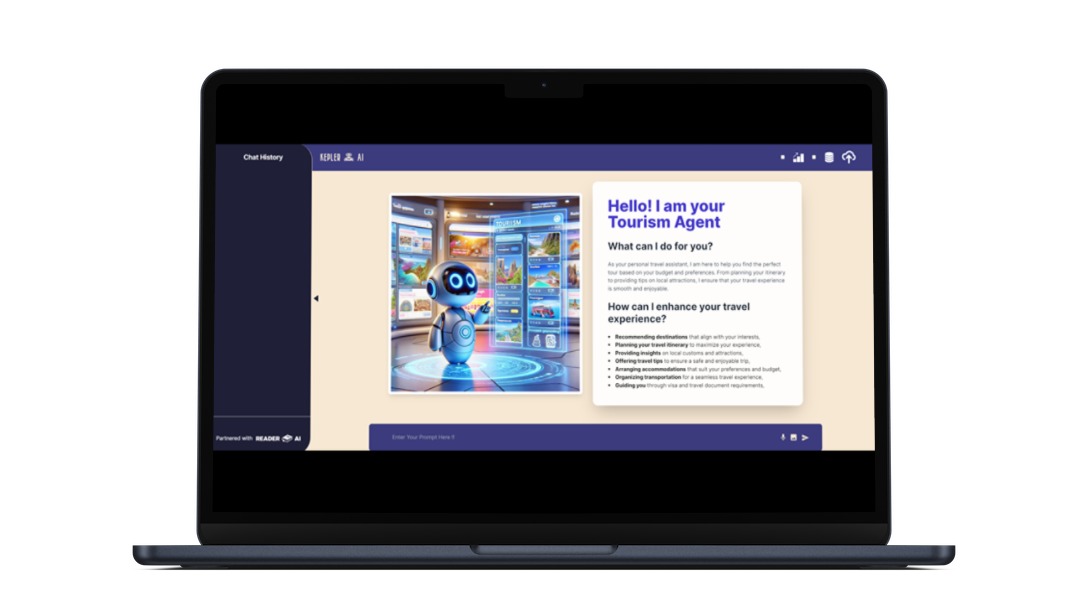 Chat History
KEPLER AI
Hello! I am your
Tourism Agent
What can I do for you?
As your personal travel assistant, I am here to help you find the perfect
tour based on your budget and preferences. From planning your itinerary
to providing tips on local attractions, I ensure that your travel experience
is smooth and enjoyable.
How can I enhance your travel
experience?
• Recommending destinations that align with your interests,
• Planning your travel itinerary to maximize your experience,
• Providing insights on local customs and attractions,
• Offering travel tips to ensure a safe and enjoyable trip,
• Arranging accommodations that suit your preferences and budget,
• Organizing transportation for a seamless travel experience,
• Guiding you through visa and travel document requirements,
TOURISM
Partnered with READER AI
Enter Your Prompt Here !!